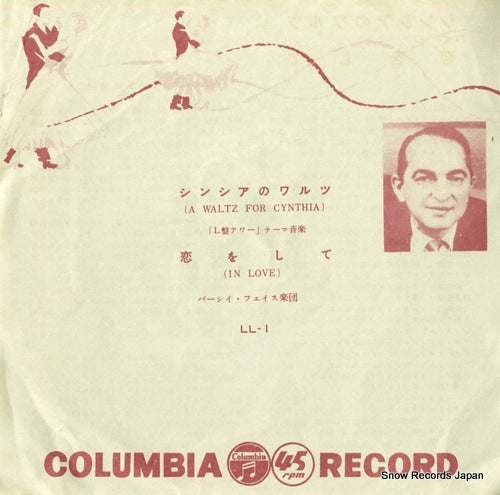 シンシアのワルツ
(A WALTZ FOR CYNTHIA)
「L盤アワー」テーマ音楽
恋をして
(IN LOVE)
パーシイ・フェイス楽団
LL-1
COLUMBIA Columbia 45 rpm RECORD
Snow Records Japan